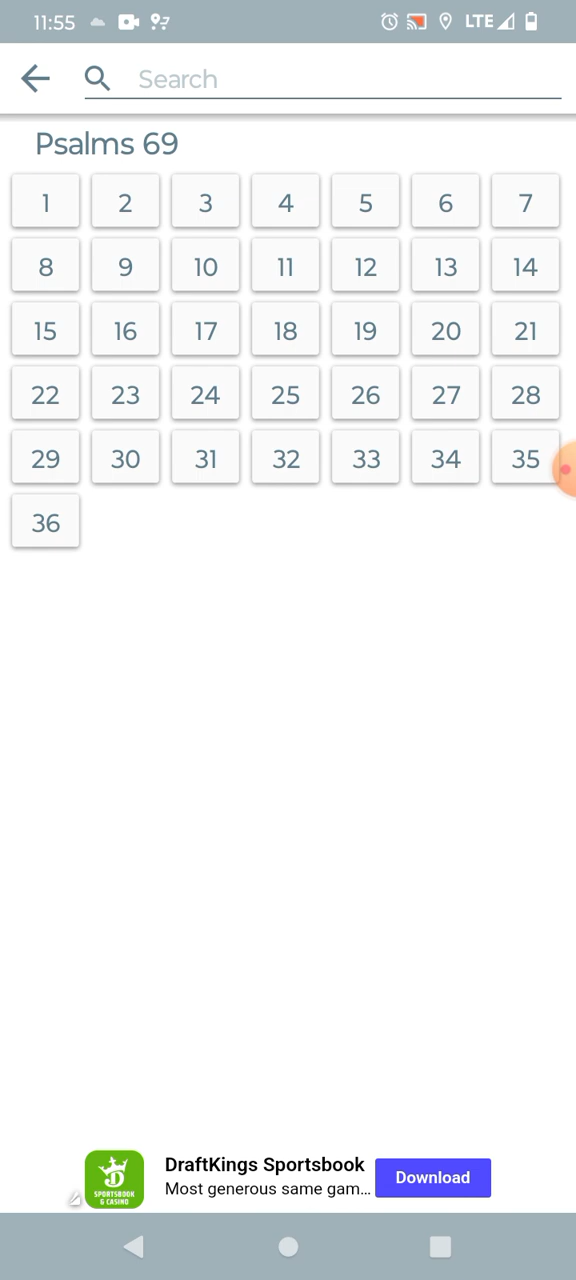 11:55
LTE
Search
Psalms 69
1 2 3 4 5 6 7
8 9 10 11 12 13 14
15 16 17 18 19 20 21
22 23 24 25 26 27 28
29 30 31 32 33 34 35
36
DraftKings Sportsbook
Most generous same gam...
Download
SPORTSBOOK
& CASINO